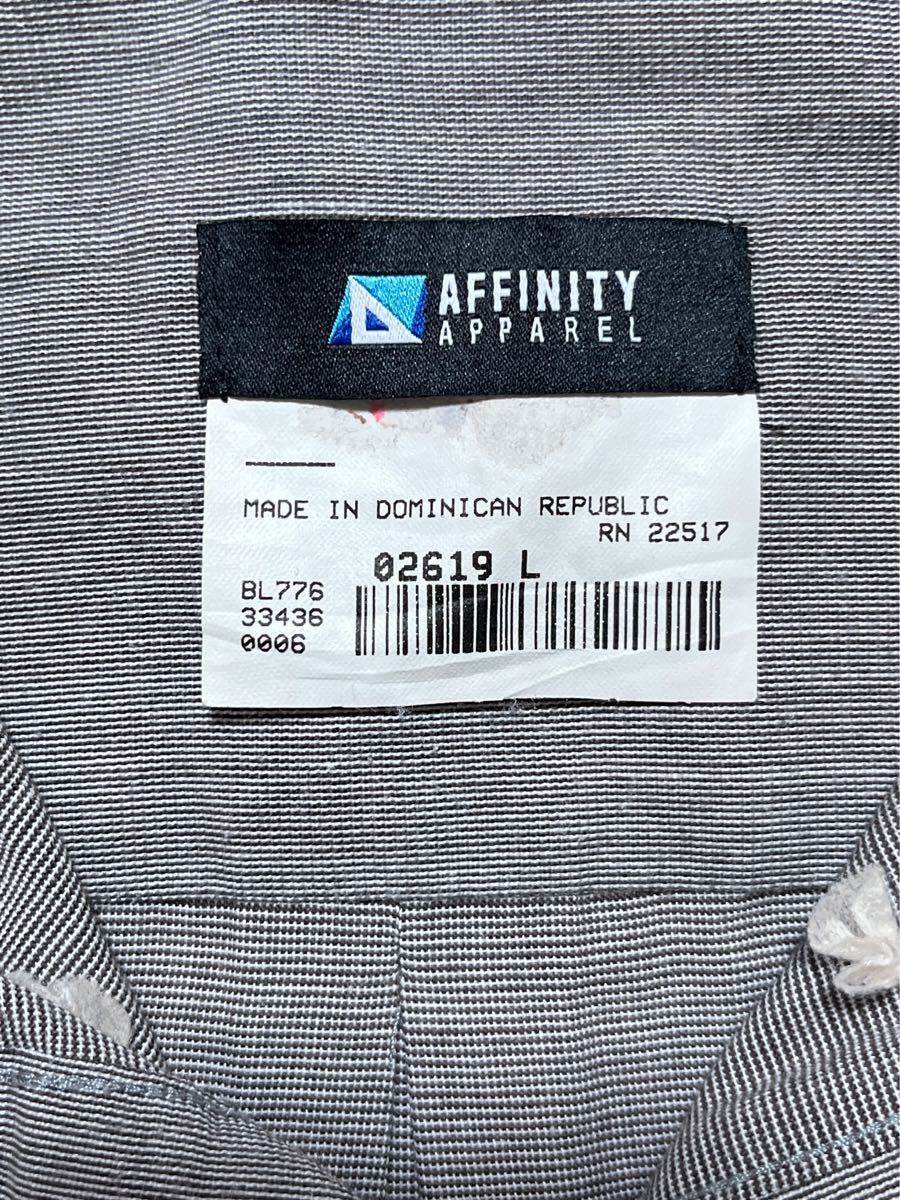 AFFINITY
APPAREL
MADE IN DOMINICAN REPUBLIC
RN 22517
02619 L
BL776
33436
0006